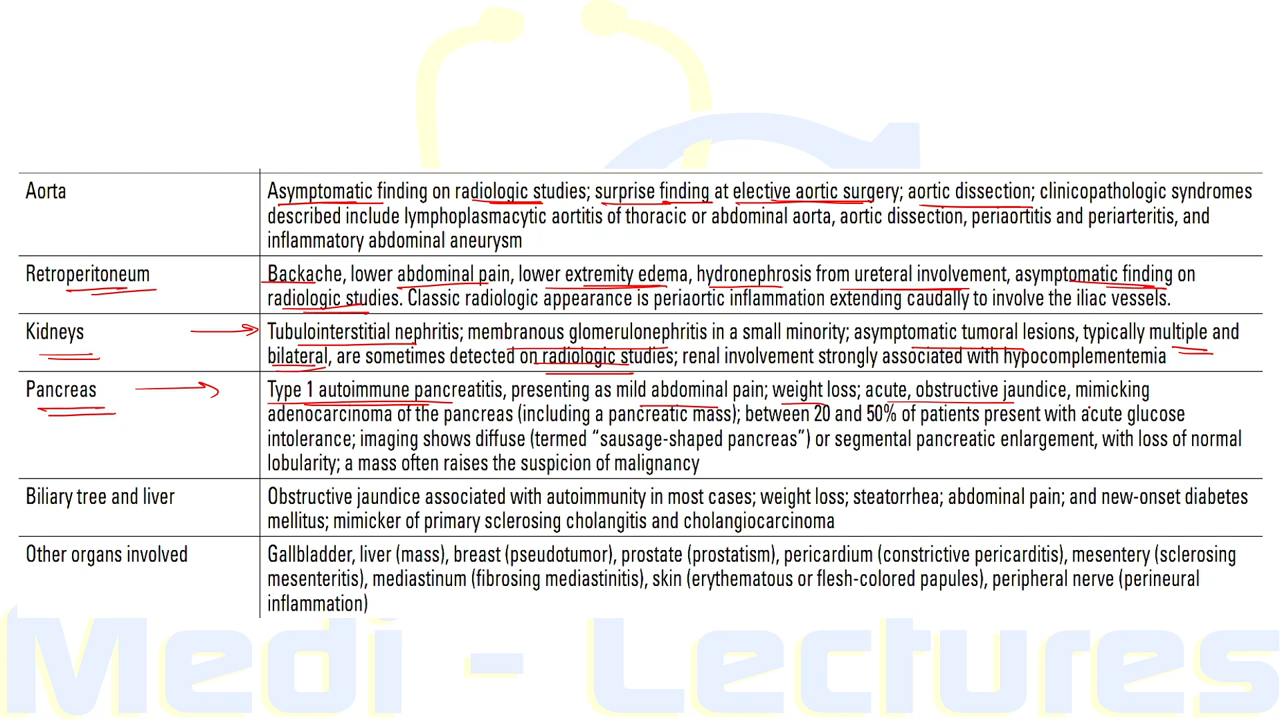 Aorta
Asymptomatic finding on radiologic studies; surprise finding at elective aortic surgery; aortic dissection; clinicopathologic syndromes
described include lymphoplasmacytic aortitis of thoracic or abdominal aorta, aortic dissection, periaortitis and periarteritis, and
inflammatory abdominal aneurysm
Retroperitoneum
Backache, lower abdominal pain, lower extremity edema, hydronephrosis from ureteral involvement, asymptomatic finding on
radiologic studies. Classic radiologic appearance is periaortic inflammation extending caudally to involve the iliac vessels.
Kidneys
Tubulointerstitial nephritis; membranous glomerulonephritis in a small minority; asymptomatic tumoral lesions, typically multiple and
bilateral, are sometimes detected on radiologic studies; renal involvement strongly associated with hypocomplementemia
Pancreas
Type 1 autoimmune pancreatitis, presenting as mild abdominal pain; weight loss; acute, obstructive jaundice, mimicking
adenocarcinoma of the pancreas (including a pancreatic mass); between 20 and 50% of patients present with acute glucose
intolerance; imaging shows diffuse (termed “sausage-shaped pancreas”) or segmental pancreatic enlargement, with loss of normal
lobularity; a mass often raises the suspicion of malignancy
Biliary tree and liver
Obstructive jaundice associated with autoimmunity in most cases; weight loss; steatorrhea; abdominal pain; and new-onset diabetes
mellitus; mimicker of primary sclerosing cholangitis and cholangiocarcinoma
Other organs involved
Gallbladder, liver (mass), breast (pseudotumor), prostate (prostatism), pericardium (constrictive pericarditis), mesentery (sclerosing
mesenteritis), mediastinum (fibrosing mediastinitis), skin (erythematous or flesh-colored papules), peripheral nerve (perineural
inflammation)
Medi - Lectures